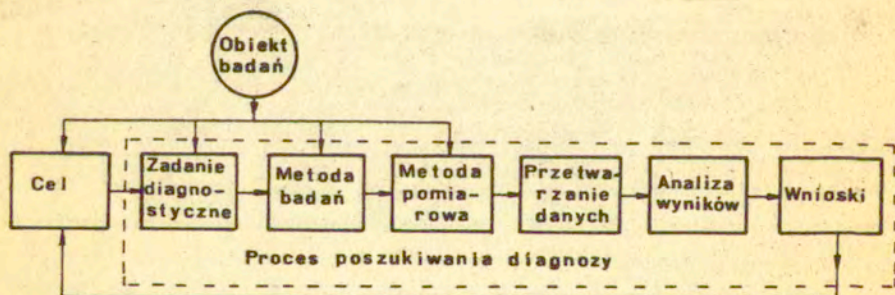 Obiekt
badań
Cel
Zadanie
diagno-
styczne
Metoda
badań
Metoda
pomia-
rowa
Przetwa-
rzanie
danych
Analiza
wyników
Wnioski
Proces poszukiwania diagnozy